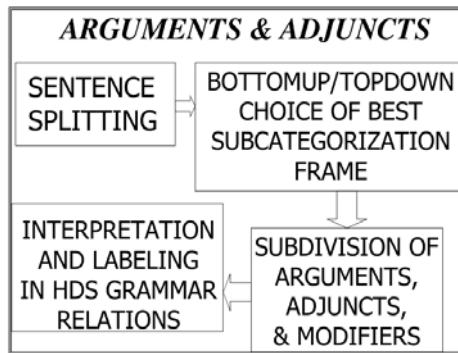 ARGUMENTS & ADJUNCTS
SENTENCE
SPLITTING
BOTTOMUP/TOPDOWN
CHOICE OF BEST
SUBCATEGORIZATION
FRAME
SUBDIVISION OF
ARGUMENTS,
ADJUNCTS,
& MODIFIERS
INTERPRETATION
AND LABELING
IN HDS GRAMMAR
RELATIONS